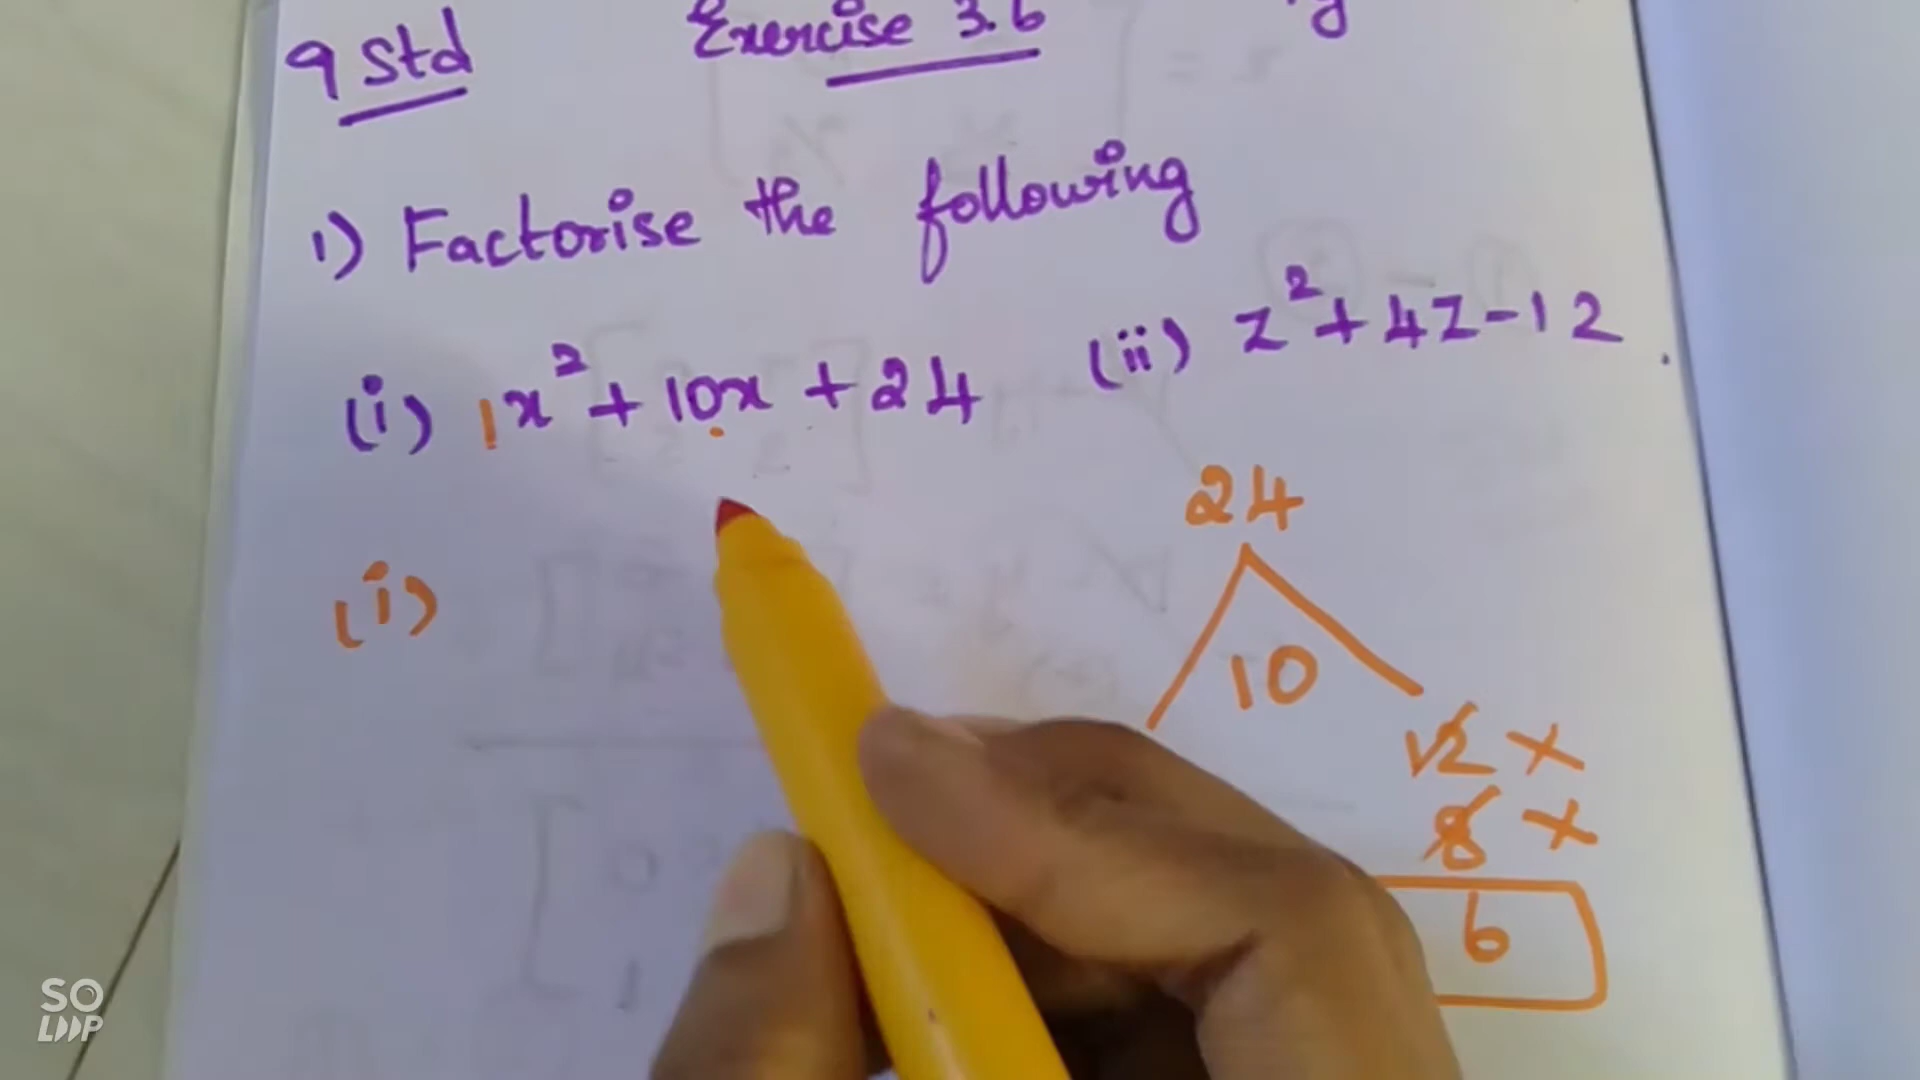 9 Std Exercise 3.6
1) Factorise the following
(i) 1x² + 10x + 24 (ii) z² + 4z - 12
24
(i)
10
12 ×
8 ×
6
SO
LOOP